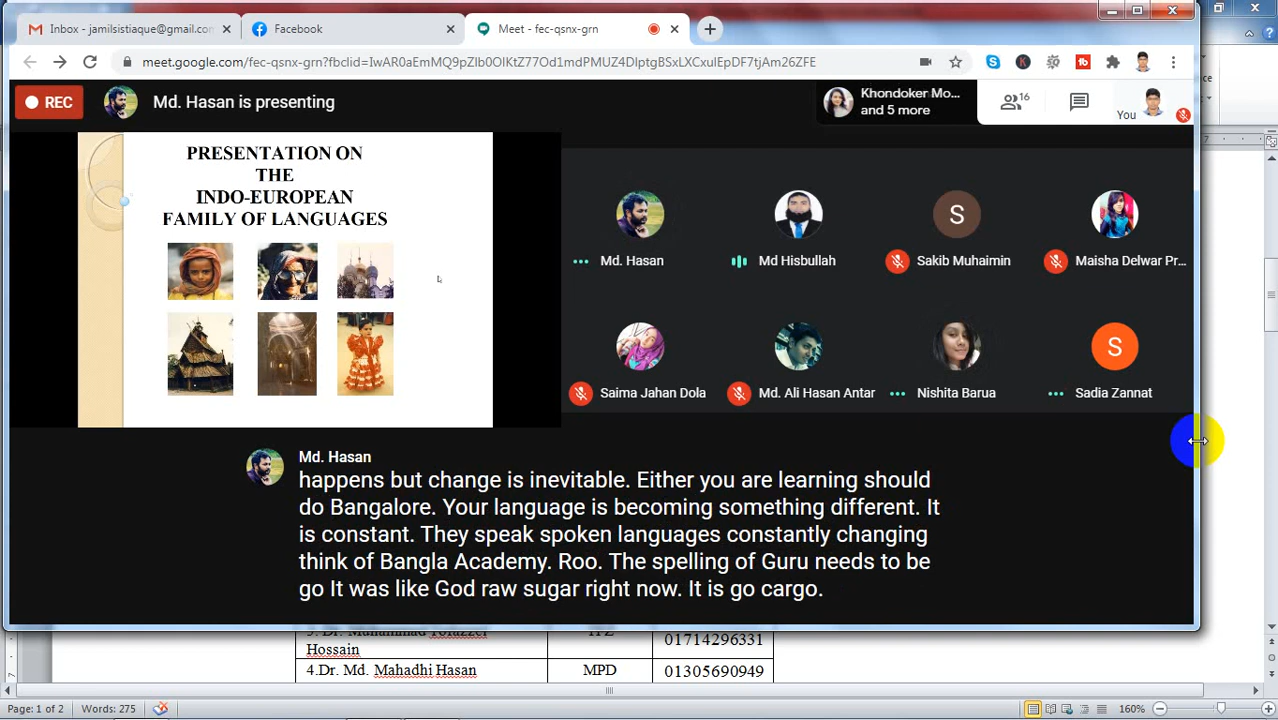 Inbox - jamilsistiaque@gmail.con
Facebook
Meet - fec-qsnx-grn
meet.google.com/fec-qsnx-grn?fbclid=IwAR0aEmMQ9pZlb0OIKtZ77Od1mdPMUZ4DlptgBSxLXCxuIEpDF7tjAm26ZFE
REC
Md. Hasan is presenting
Khondoker Mo...
and 5 more
16
You
PRESENTATION ON
THE
INDO-EUROPEAN
FAMILY OF LANGUAGES
Md. Hasan
Md Hisbullah
S
Sakib Muhaimin
Maisha Delwar Pr...
Saima Jahan Dola
Md. Ali Hasan Antar
Nishita Barua
S
Sadia Zannat
Md. Hasan
happens but change is inevitable. Either you are learning should
do Bangalore. Your language is becoming something different. It
is constant. They speak spoken languages constantly changing
think of Bangla Academy. Roo. The spelling of Guru needs to be
go It was like God raw sugar right now. It is go cargo.
Hossain
01714296331
4.Dr. Md. Mahadhi Hasan
MPD
01305690949
Page: 1 of 2
Words: 275
160%